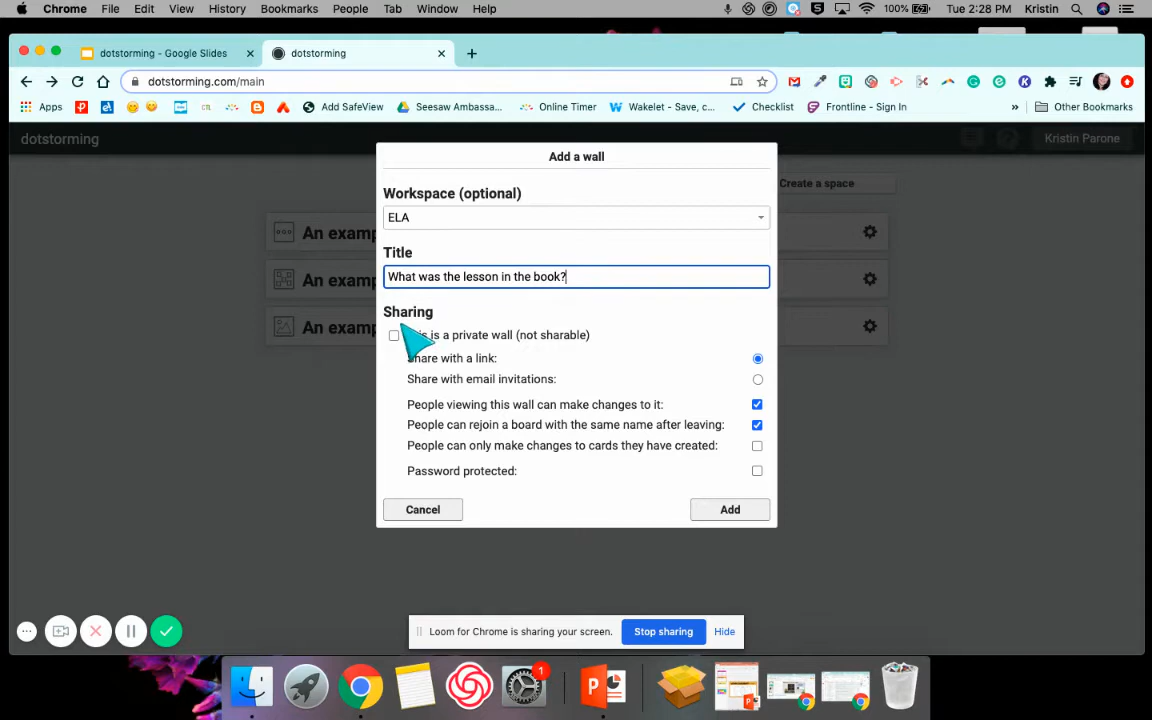 Chrome File Edit View History Bookmarks People Tab Window Help 100% Tue 2:28 PM Kristin
dotstorming - Google Slides dotstorming
dotstorming.com/main
Apps Add SafeView Seesaw Ambassa... Online Timer Wakelet - Save, c... Checklist Frontline - Sign In » Other Bookmarks
dotstorming Kristin Parone
Add a wall
Create a space
Workspace (optional)
ELA
An examp
Title
What was the lesson in the book?
An examp
Sharing
An examp
is a private wall (not sharable)
Share with a link:
Share with email invitations:
People viewing this wall can make changes to it:
People can rejoin a board with the same name after leaving:
People can only make changes to cards they have created:
Password protected:
Cancel Add
Loom for Chrome is sharing your screen. Stop sharing Hide
1